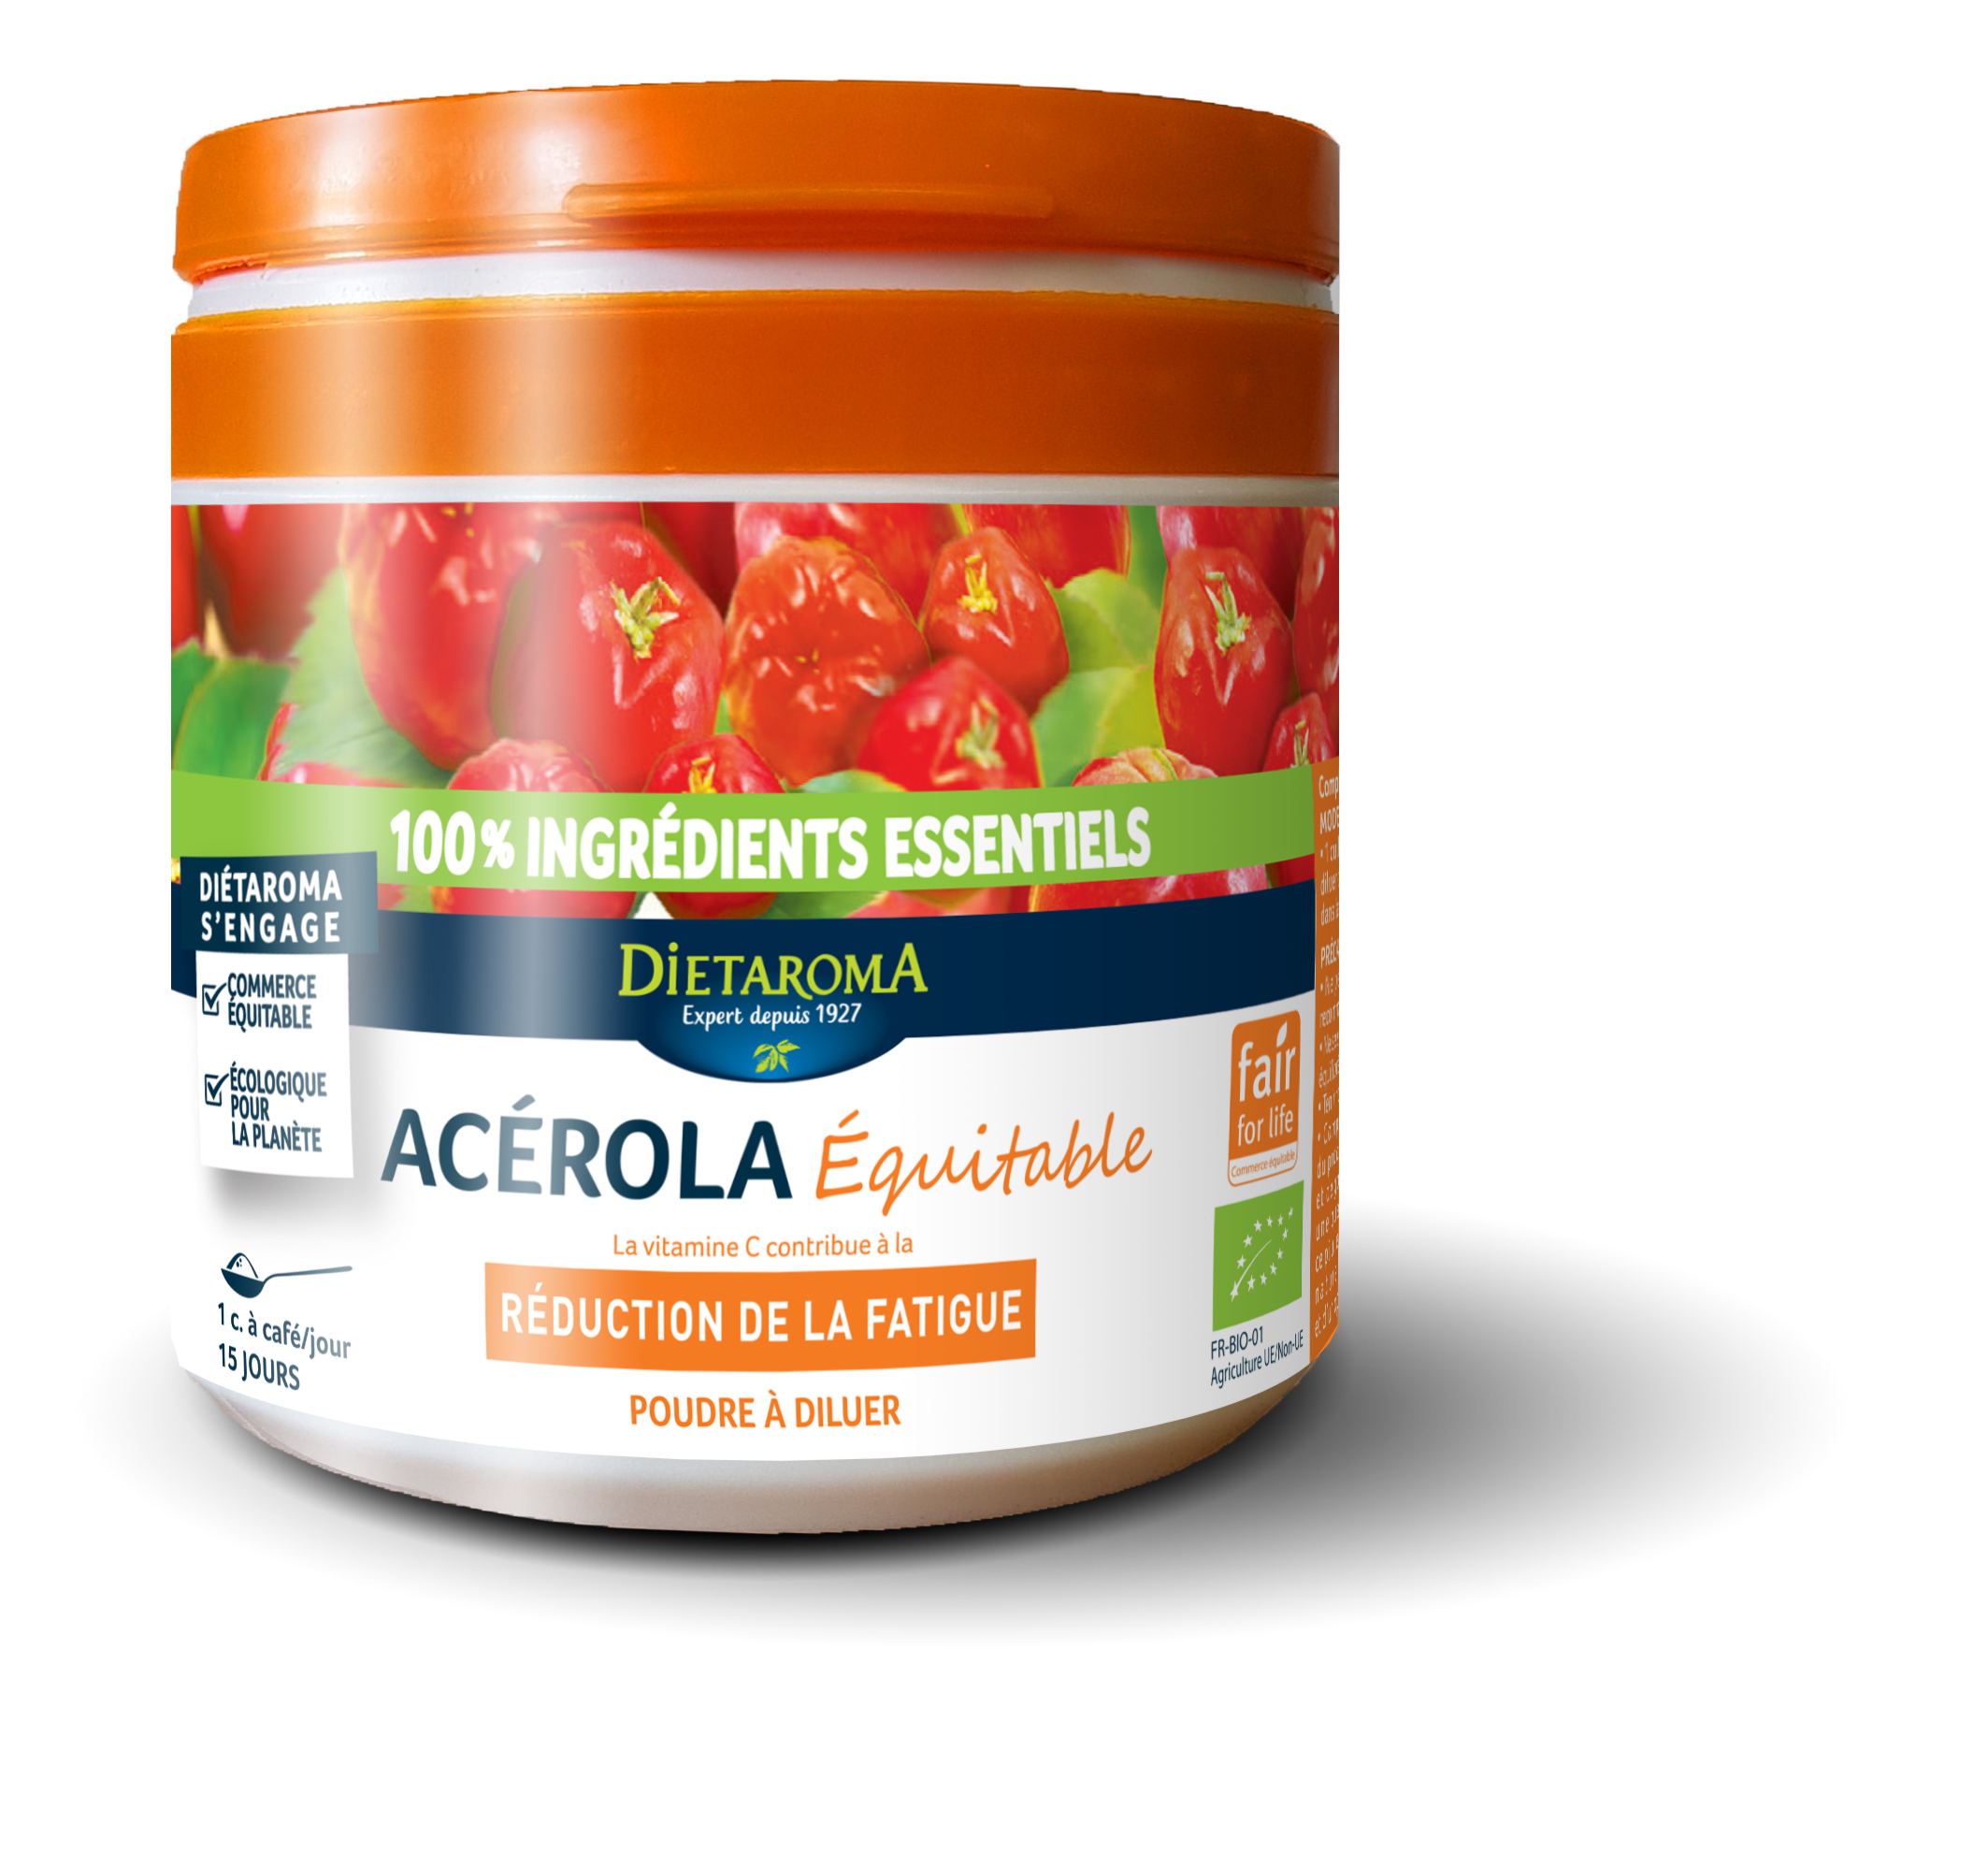 100% INGRÉDIENTS ESSENTIELS
DIÉTAROMA
S'ENGAGE
COMMERCE
ÉQUITABLE
ÉCOLOGIQUE
POUR
LA PLANÈTE
DiETAROMA
Expert depuis 1927
ACÉROLA Équitable
La vitamine C contribue à la
RÉDUCTION DE LA FATIGUE
POUDRE À DILUER
1 c. à café/jour
15 JOURS
fair
for life
Commerce équitable
FR-BIO-01
Agriculture UE/Non-UE